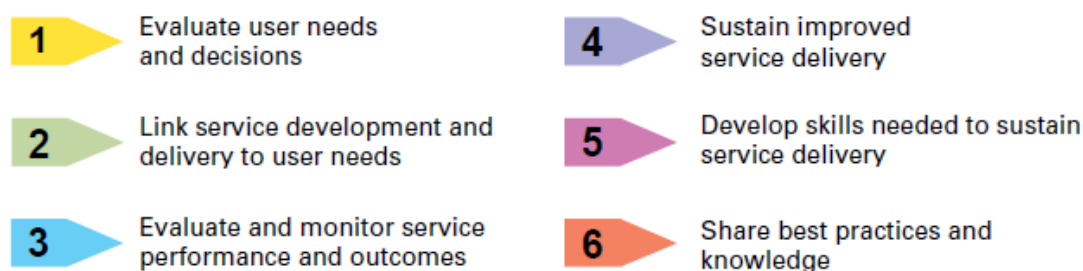 1
Evaluate user needs
and decisions
2
Link service development and
delivery to user needs
3
Evaluate and monitor service
performance and outcomes
4
Sustain improved
service delivery
5
Develop skills needed to sustain
service delivery
6
Share best practices and
knowledge